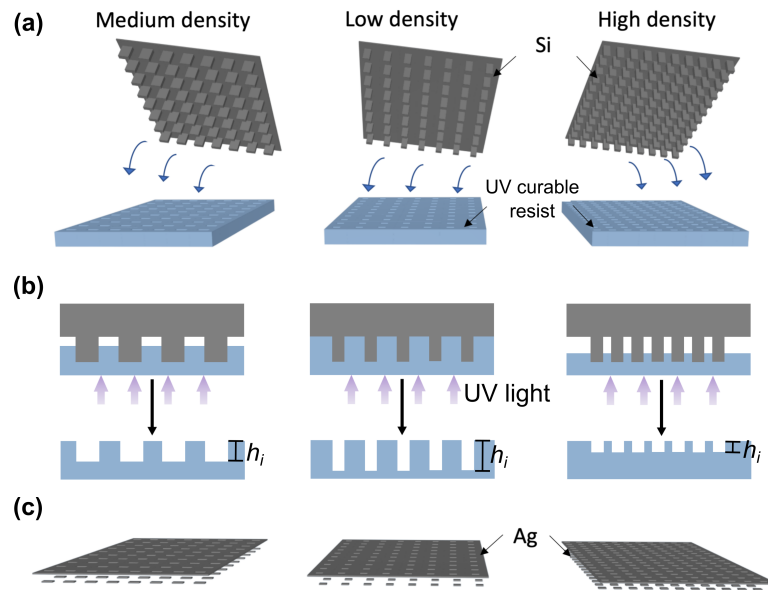 (a)
Medium density
Low density
High density
Si
UV curable
resist
(b)
UV light
hi
hi
hi
(c)
Ag